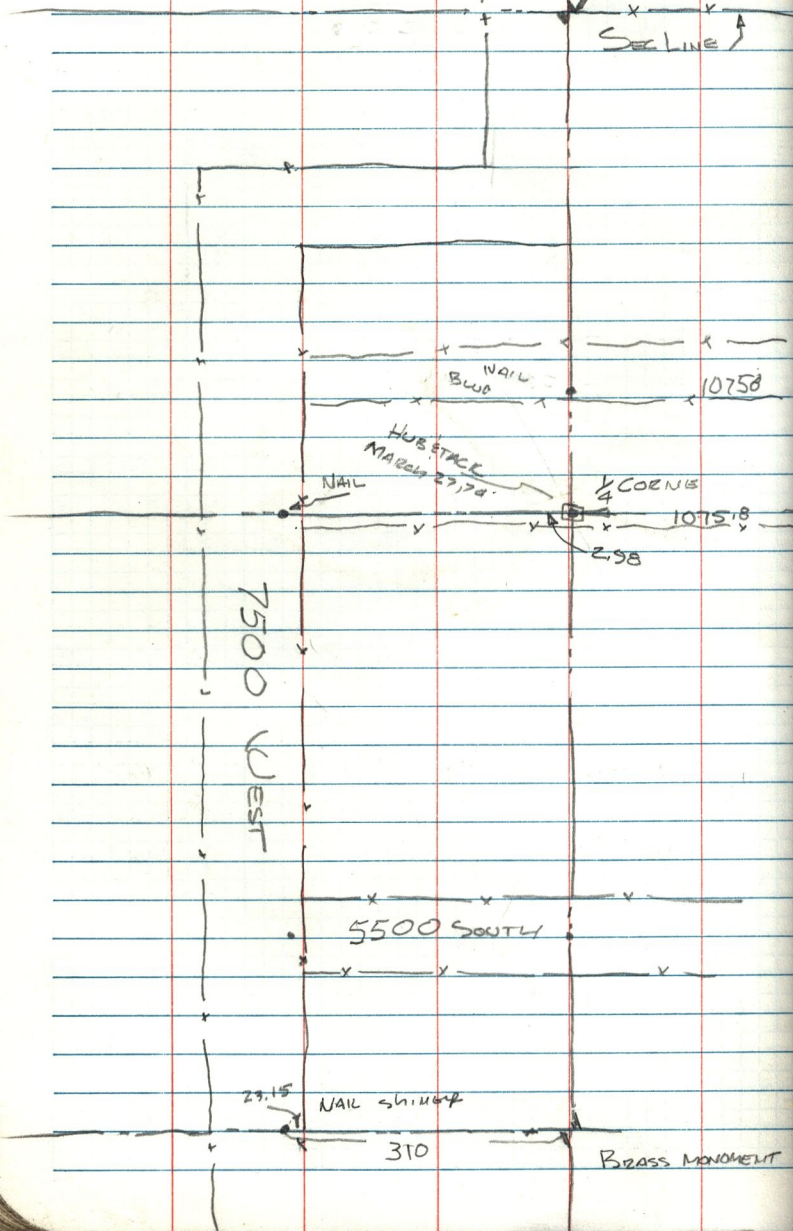 SEC LINE
NAIL
BLUE
10758
HUB & TACK
MARCH 27, 74.
NAIL
1/4 CORNE
1075.8
2.98
7500 WEST
5500 SOUTH
23.15
NAIL SHINER
310
BRASS MONUMENT